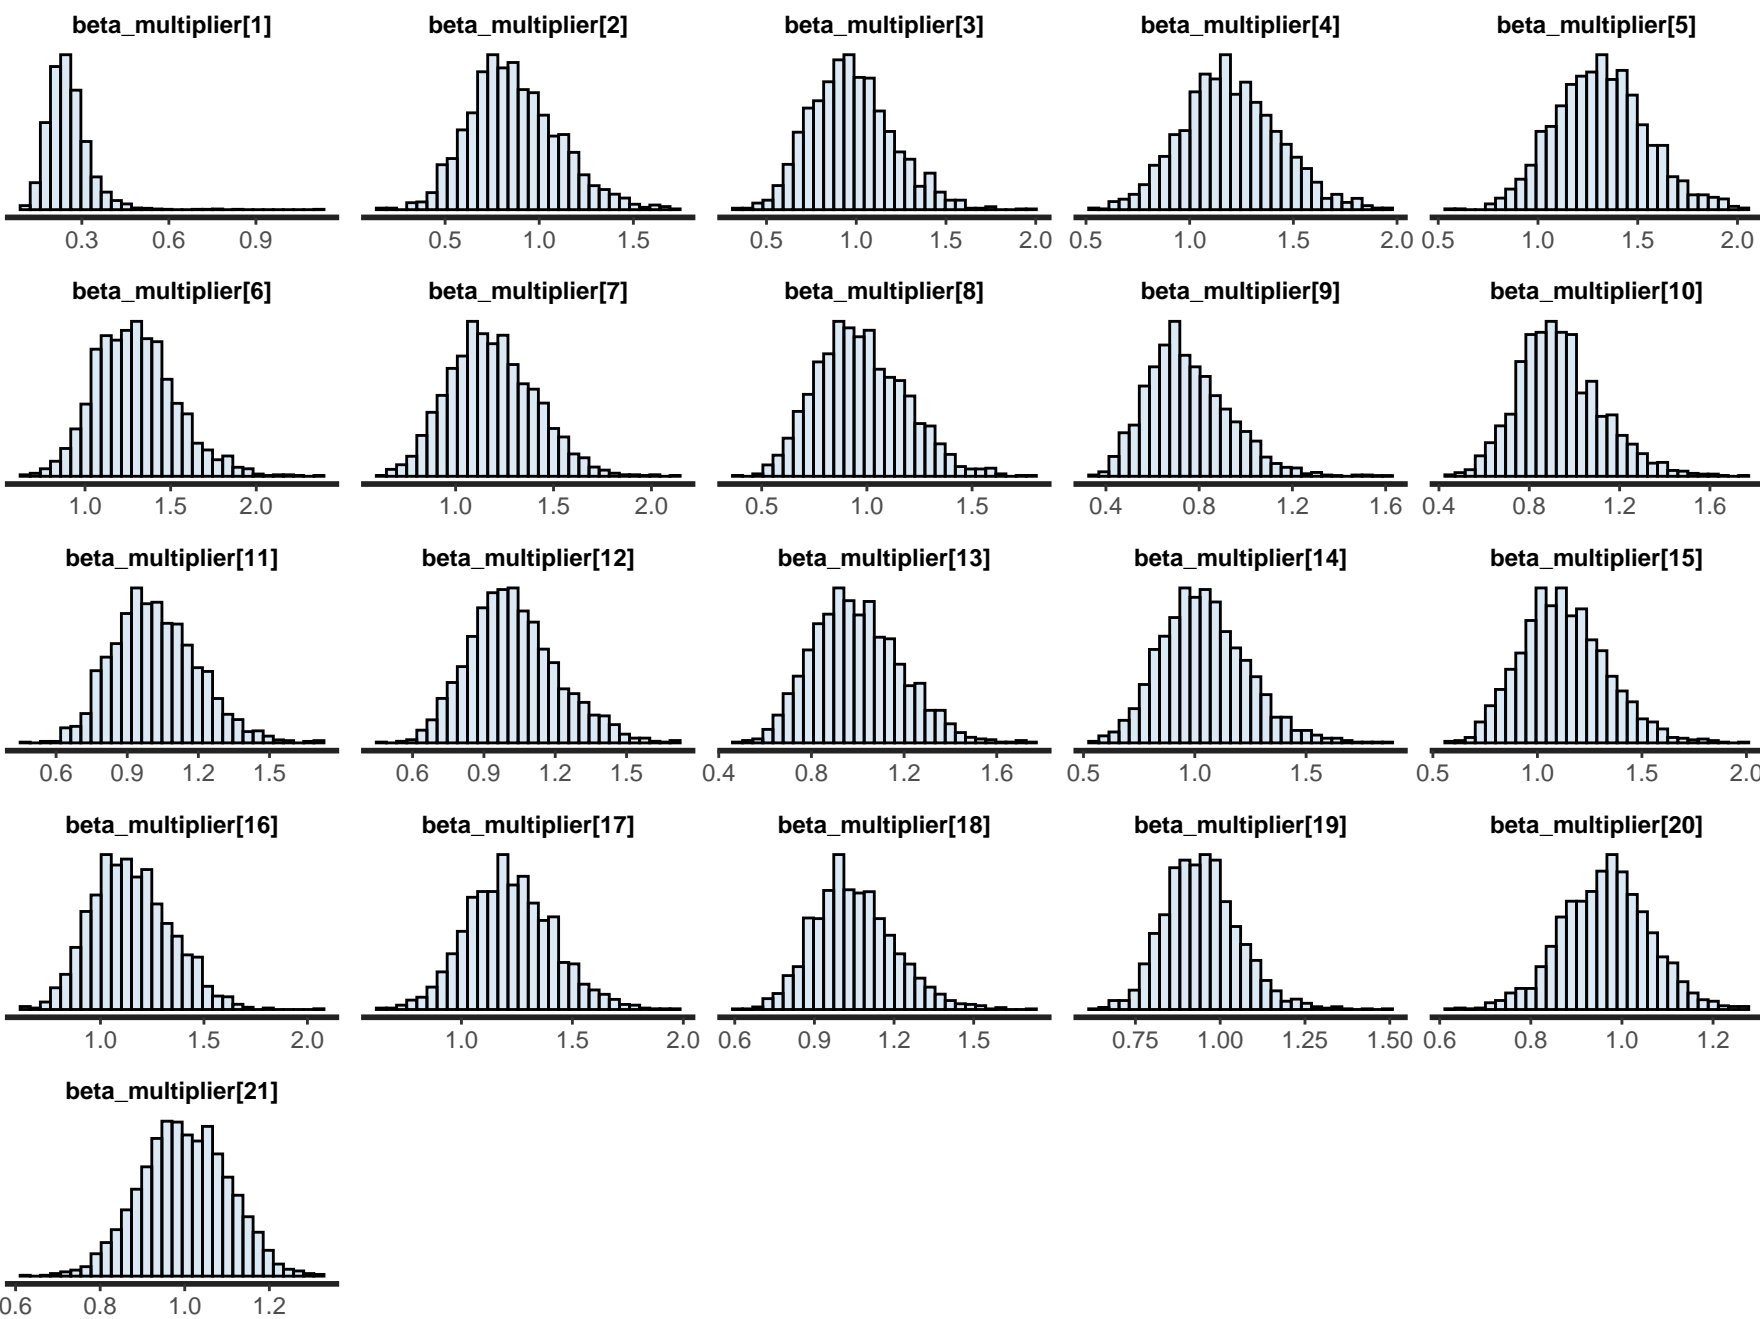 beta_multiplier[1] beta_multiplier[2] beta_multiplier[3] beta_multiplier[4] beta_multiplier[5]
0.3 0.6 0.9 0.5 1.0 1.5 0.5 1.0 1.5 2.0 0.5 1.0 1.5 2.0 0.5 1.0 1.5 2.0
beta_multiplier[6] beta_multiplier[7] beta_multiplier[8] beta_multiplier[9] beta_multiplier[10]
1.0 1.5 2.0 1.0 1.5 2.0 0.5 1.0 1.5 0.4 0.8 1.2 1.6 0.4 0.8 1.2 1.6
beta_multiplier[11] beta_multiplier[12] beta_multiplier[13] beta_multiplier[14] beta_multiplier[15]
0.6 0.9 1.2 1.5 0.6 0.9 1.2 1.5 0.4 0.8 1.2 1.6 0.5 1.0 1.5 0.5 1.0 1.5 2.0
beta_multiplier[16] beta_multiplier[17] beta_multiplier[18] beta_multiplier[19] beta_multiplier[20]
1.0 1.5 2.0 1.0 1.5 2.0 0.6 0.9 1.2 1.5 0.75 1.00 1.25 1.50 0.6 0.8 1.0 1.2
beta_multiplier[21]
0.6 0.8 1.0 1.2